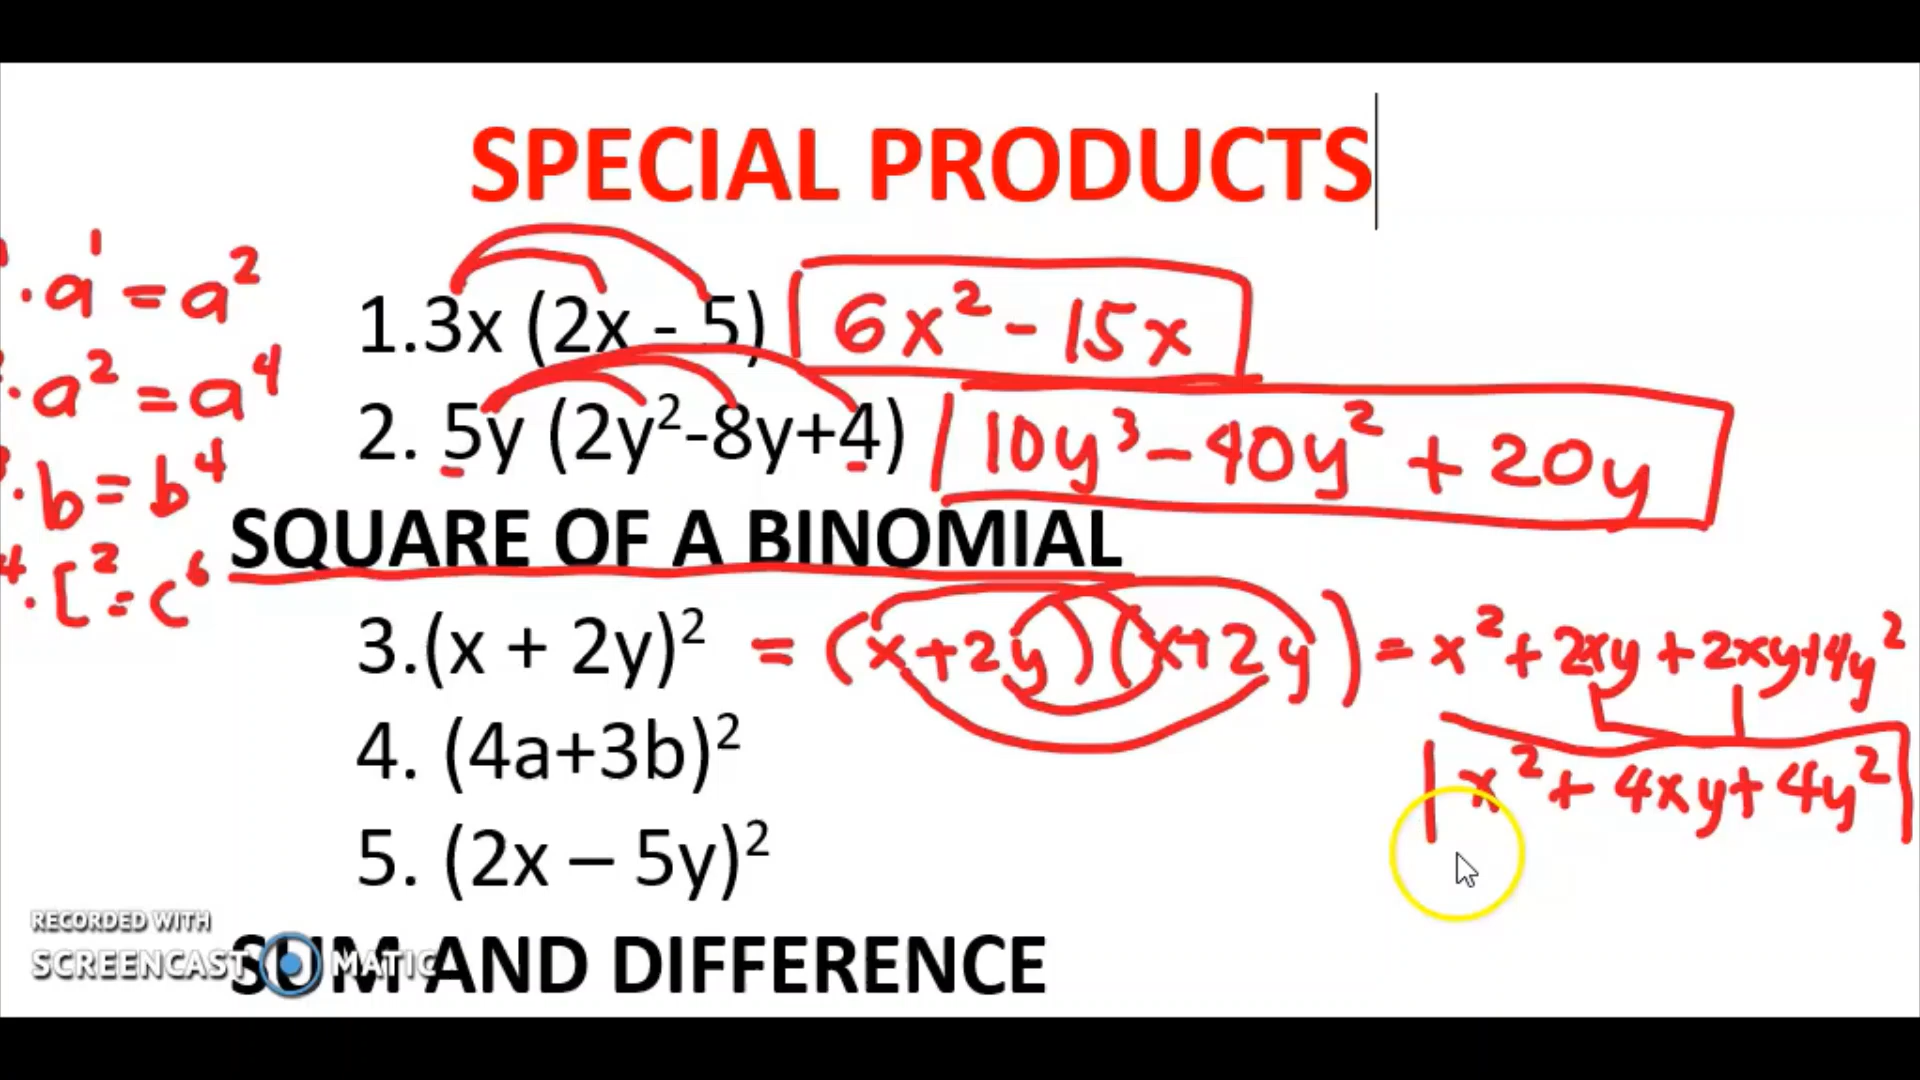 SPECIAL PRODUCTS
· a¹ = a²
1.3x (2x - 5) 6x² - 15x
· a² = a⁴
2. 5y (2y²-8y+4) 10y³ - 40y² + 20y
· b = b⁴
SQUARE OF A BINOMIAL
· c² = c⁶
3.(x + 2y)² = (x+2y)(x+2y) = x² + 2xy + 2xy + 4y²
4. (4a+3b)²
x² + 4xy + 4y²
5. (2x – 5y)²
RECORDED WITH
SCREENCAST MATIC
SUM AND DIFFERENCE